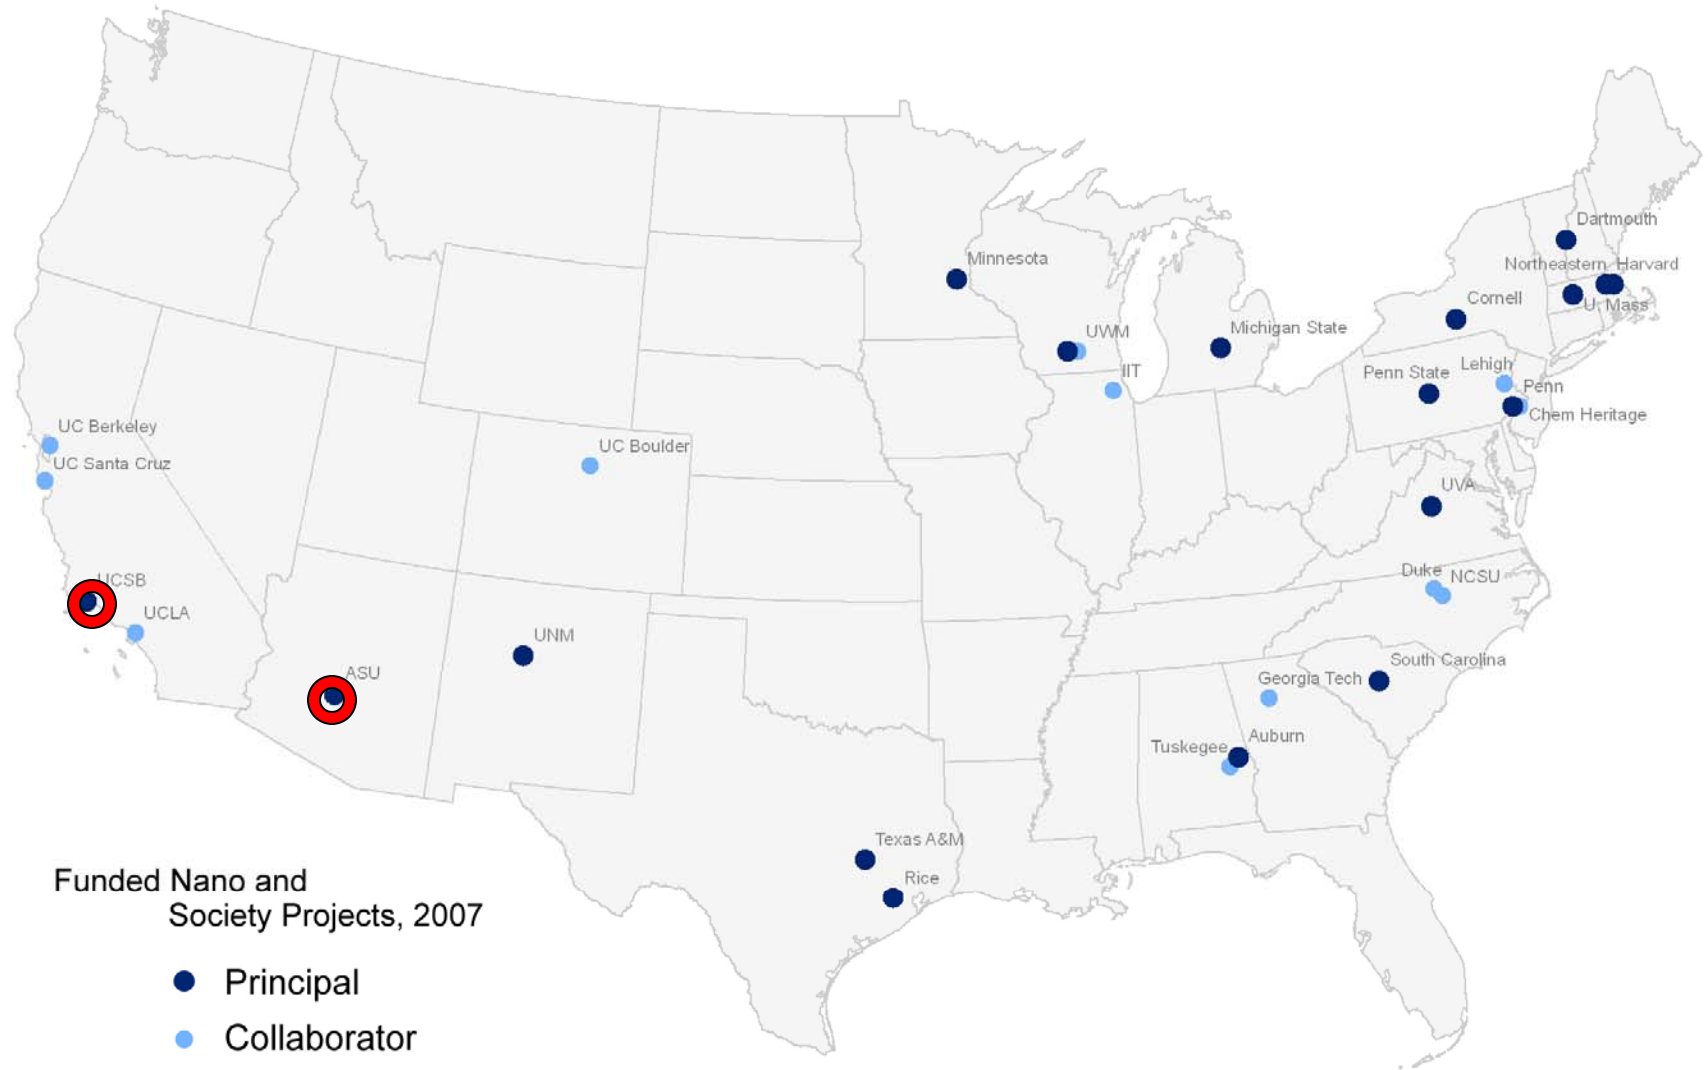 Dartmouth
Northeastern Harvard
Minnesota
Cornell
U. Mass
UWM
Michigan State
IIT
Penn State
Lehigh
Penn
Chem Heritage
UC Berkeley
UC Santa Cruz
UC Boulder
UVA
Duke
NCSU
UCSB
UCLA
UNM
ASU
South Carolina
Georgia Tech
Tuskegee
Auburn
Texas A&M
Rice
Funded Nano and
Society Projects, 2007
Principal
Collaborator